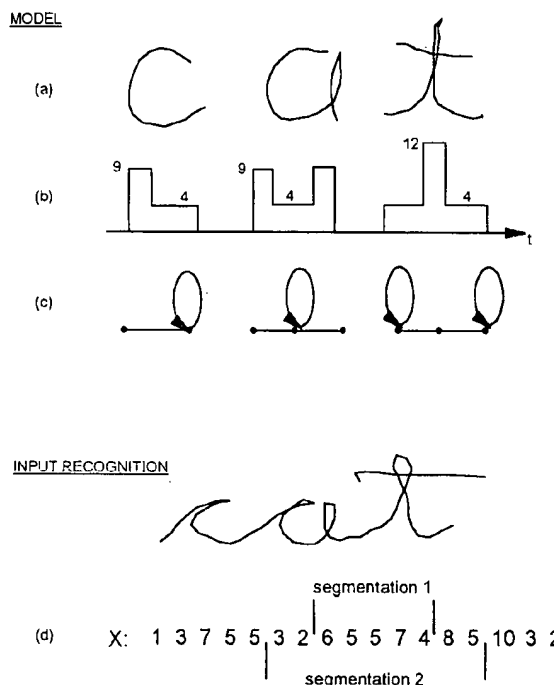 MODEL
(a)
c a t
(b)
9 4 9 4 12 4
t
(c)
INPUT RECOGNITION
cat
segmentation 1
(d) X: 1 3 7 5 5 3 2 6 5 5 7 4 8 5 10 3 2
segmentation 2